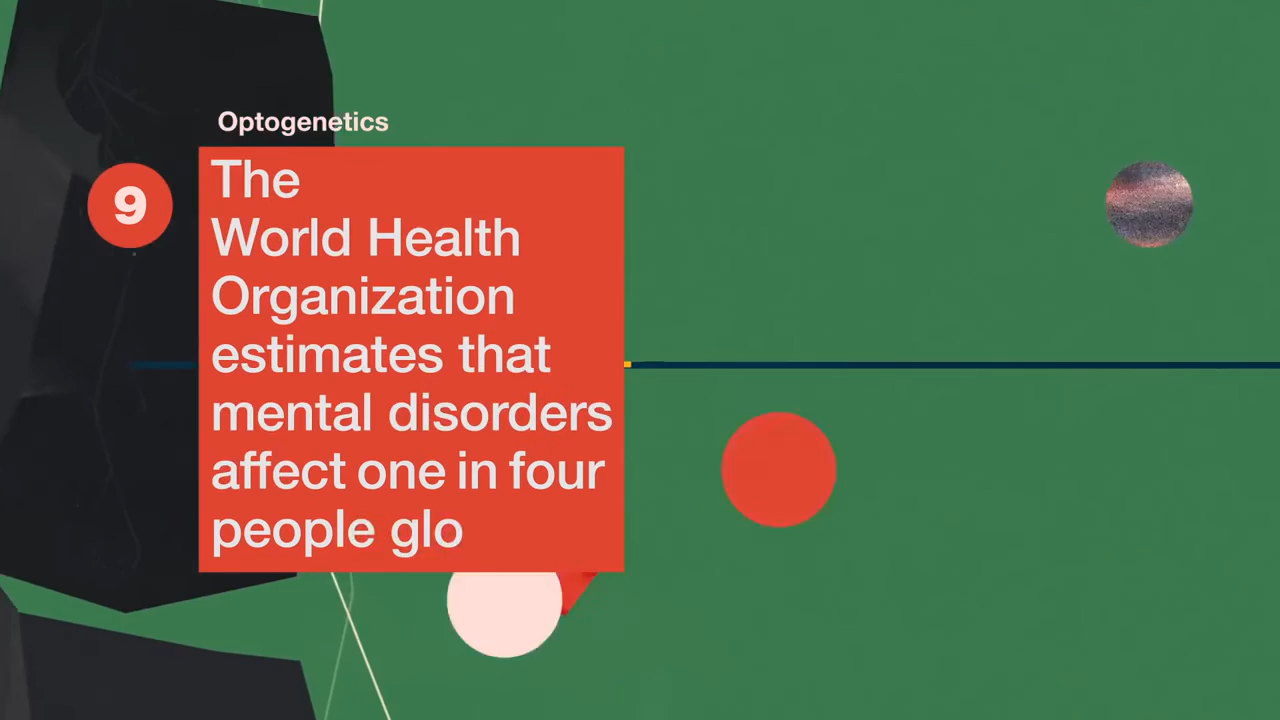 Optogenetics
9
The
World Health
Organization
estimates that
mental disorders
affect one in four
people glo